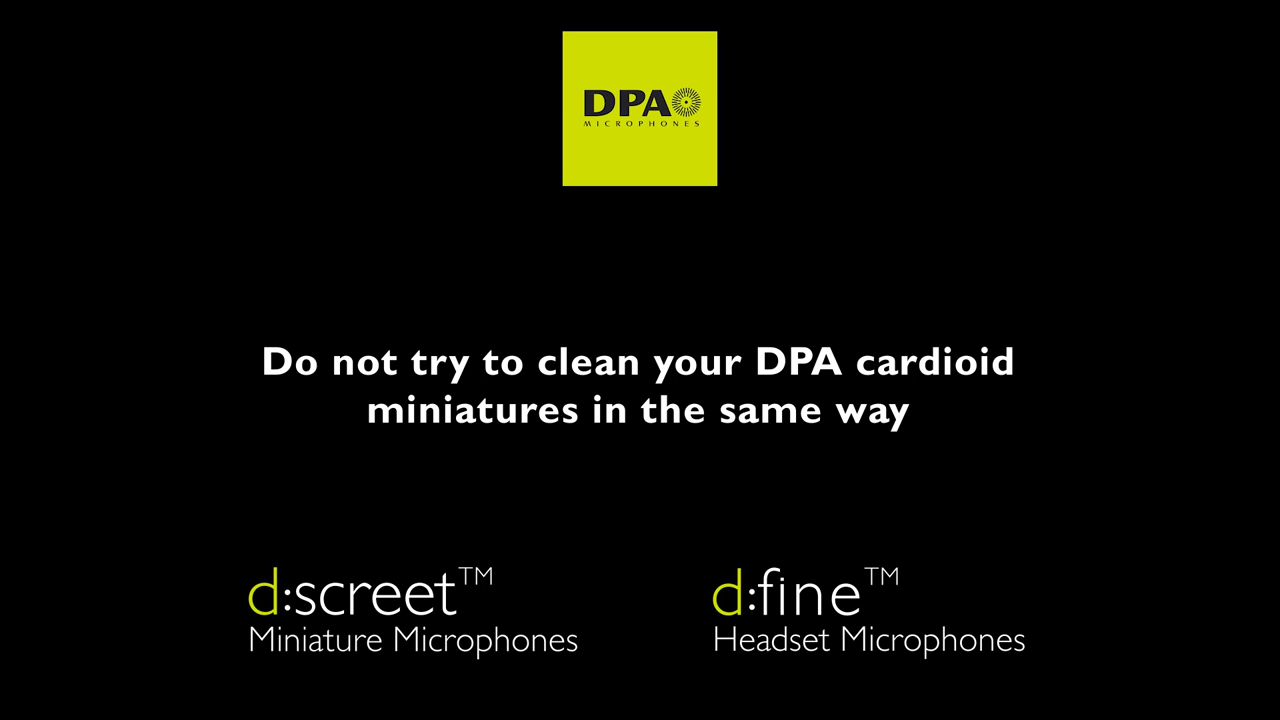 DPA
MICROPHONES
Do not try to clean your DPA cardioid
miniatures in the same way
d:screet™
Miniature Microphones
d:fine™
Headset Microphones